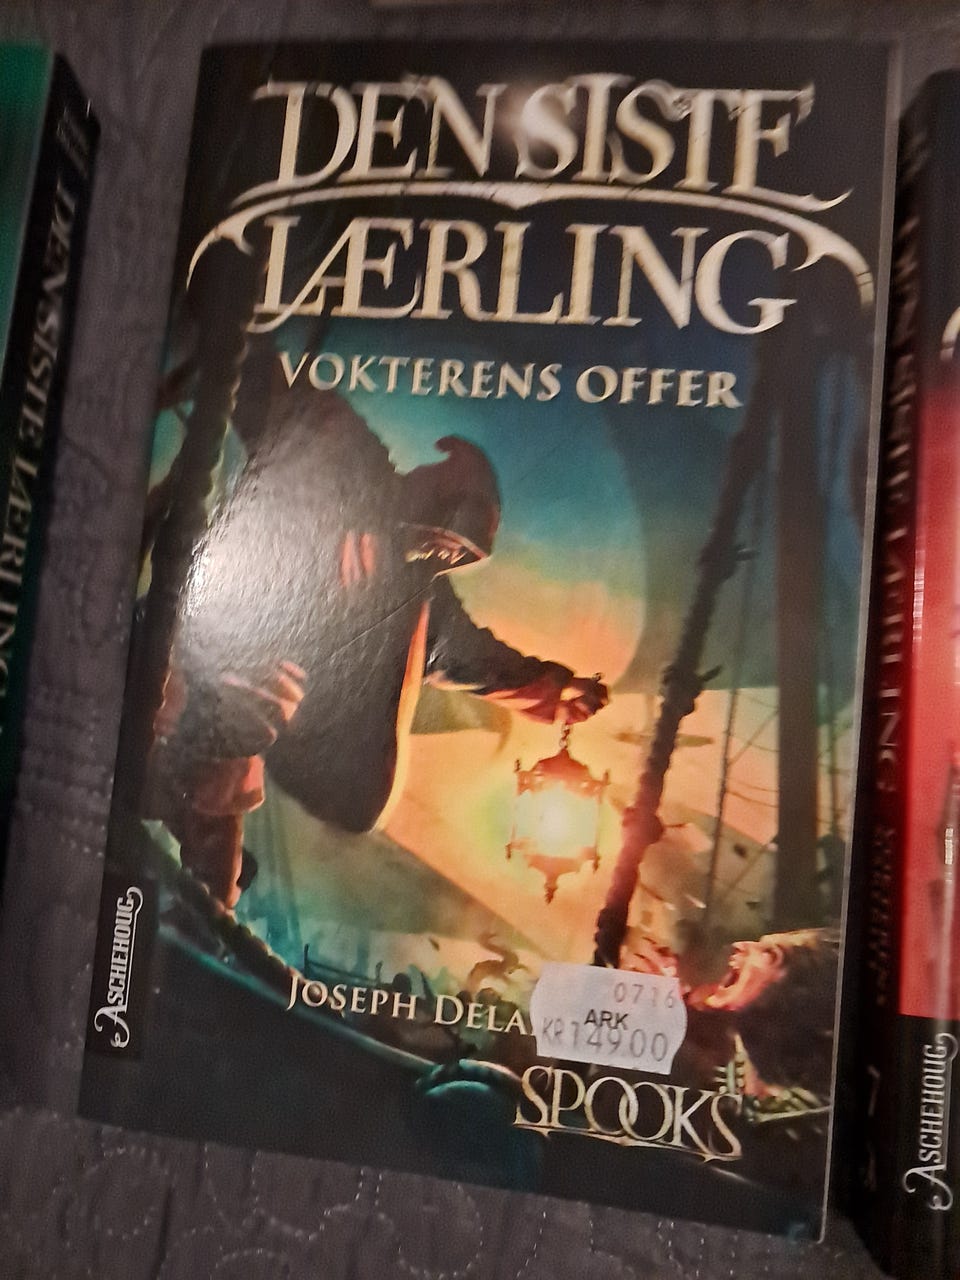 DEN SISTE
LÆRLING
VOKTERENS OFFER
JOSEPH DELA
0716
ARK
KR 149.00
SPOOKS
ASCHEHOUG
DEN SISTE LÆRLING
ASCHEHOUG